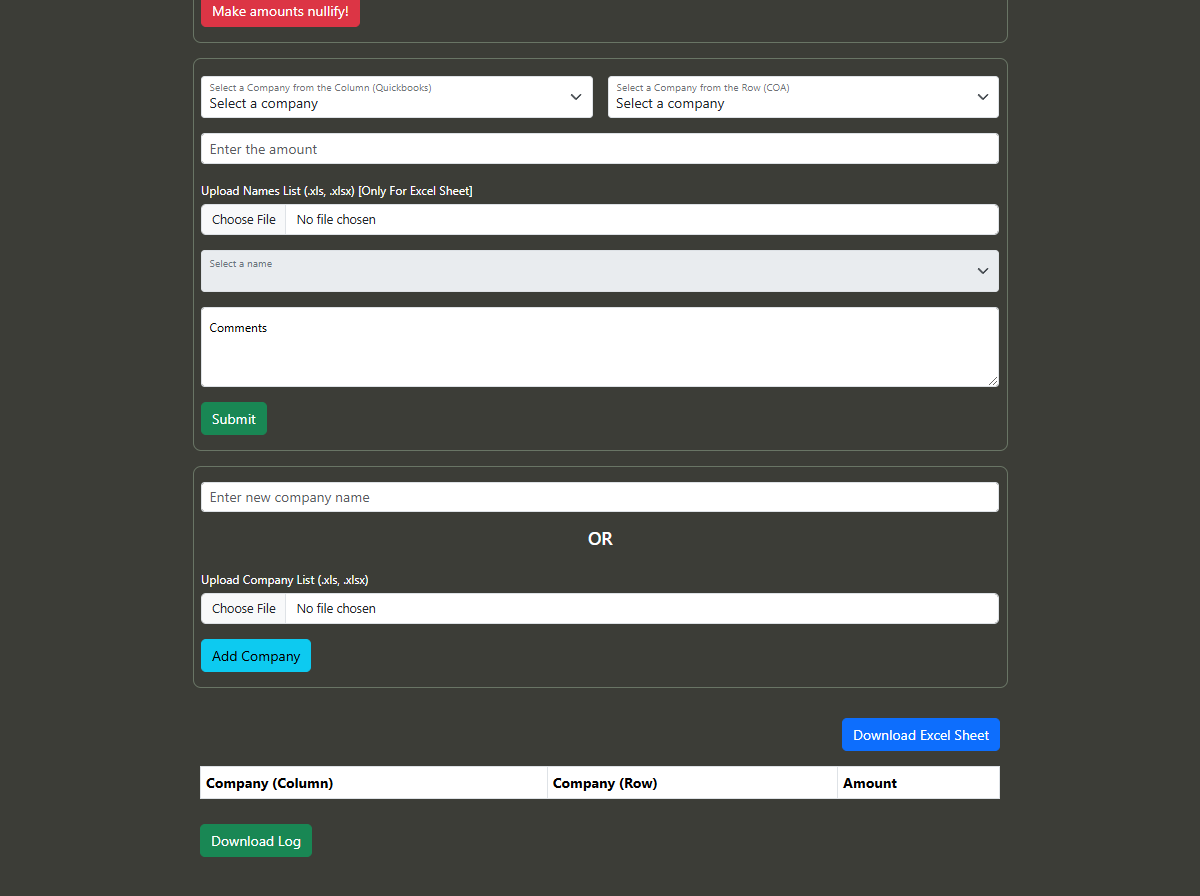 Make amounts nullify!
Select a Company from the Column (Quickbooks)
Select a company
Select a Company from the Row (COA)
Select a company
Enter the amount
Upload Names List (.xls, .xlsx) [Only For Excel Sheet]
Choose File No file chosen
Select a name
Comments
Submit
Enter new company name
OR
Upload Company List (.xls, .xlsx)
Choose File No file chosen
Add Company
Download Excel Sheet
Company (Column) Company (Row) Amount
Download Log